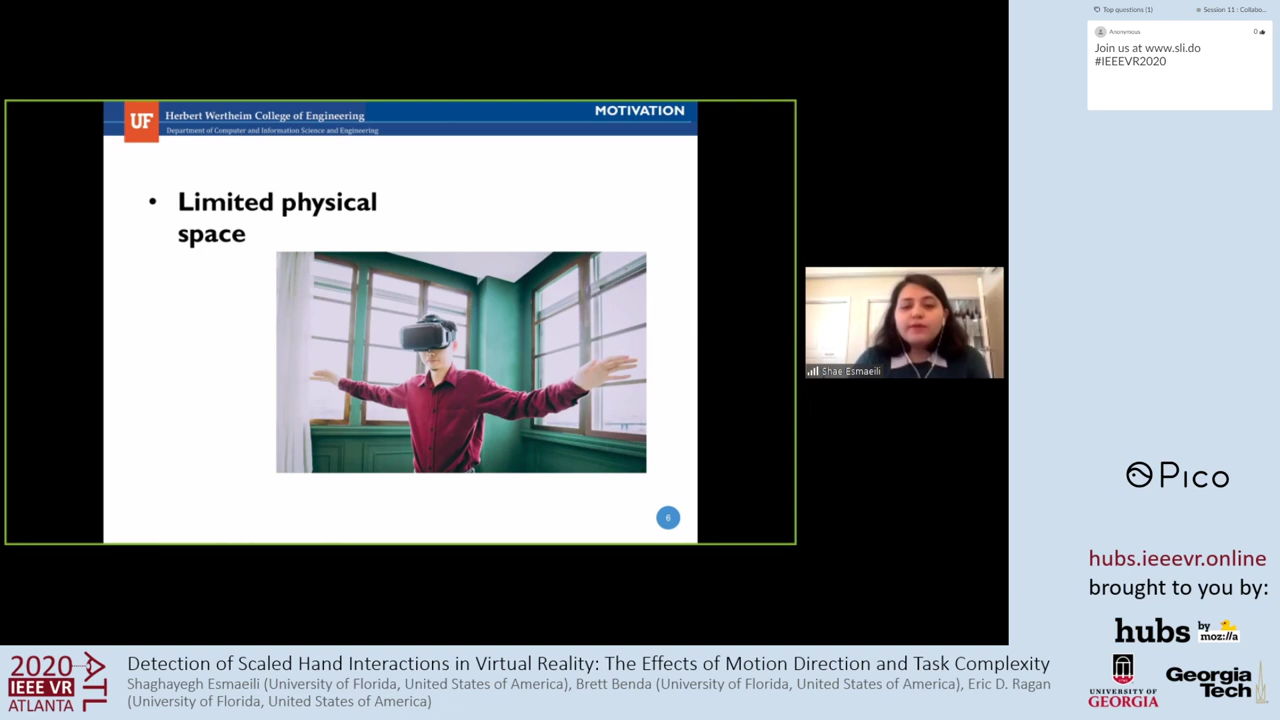 Top questions (1)
Session 11 : Collabo...
Anonymous
0
Join us at www.sli.do
#IEEEVR2020
UF
Herbert Wertheim College of Engineering
Department of Computer and Information Science and Engineering
MOTIVATION
• Limited physical
space
6
Shae Esmaeili
Pico
hubs.ieeevr.online
brought to you by:
hubs by moz://a
UNIVERSITY OF
GEORGIA
Georgia
Tech
2020
IEEE VR
ATLANTA
ATL
Detection of Scaled Hand Interactions in Virtual Reality: The Effects of Motion Direction and Task Complexity
Shaghayegh Esmaeili (University of Florida, United States of America), Brett Benda (University of Florida, United States of America), Eric D. Ragan
(University of Florida, United States of America)